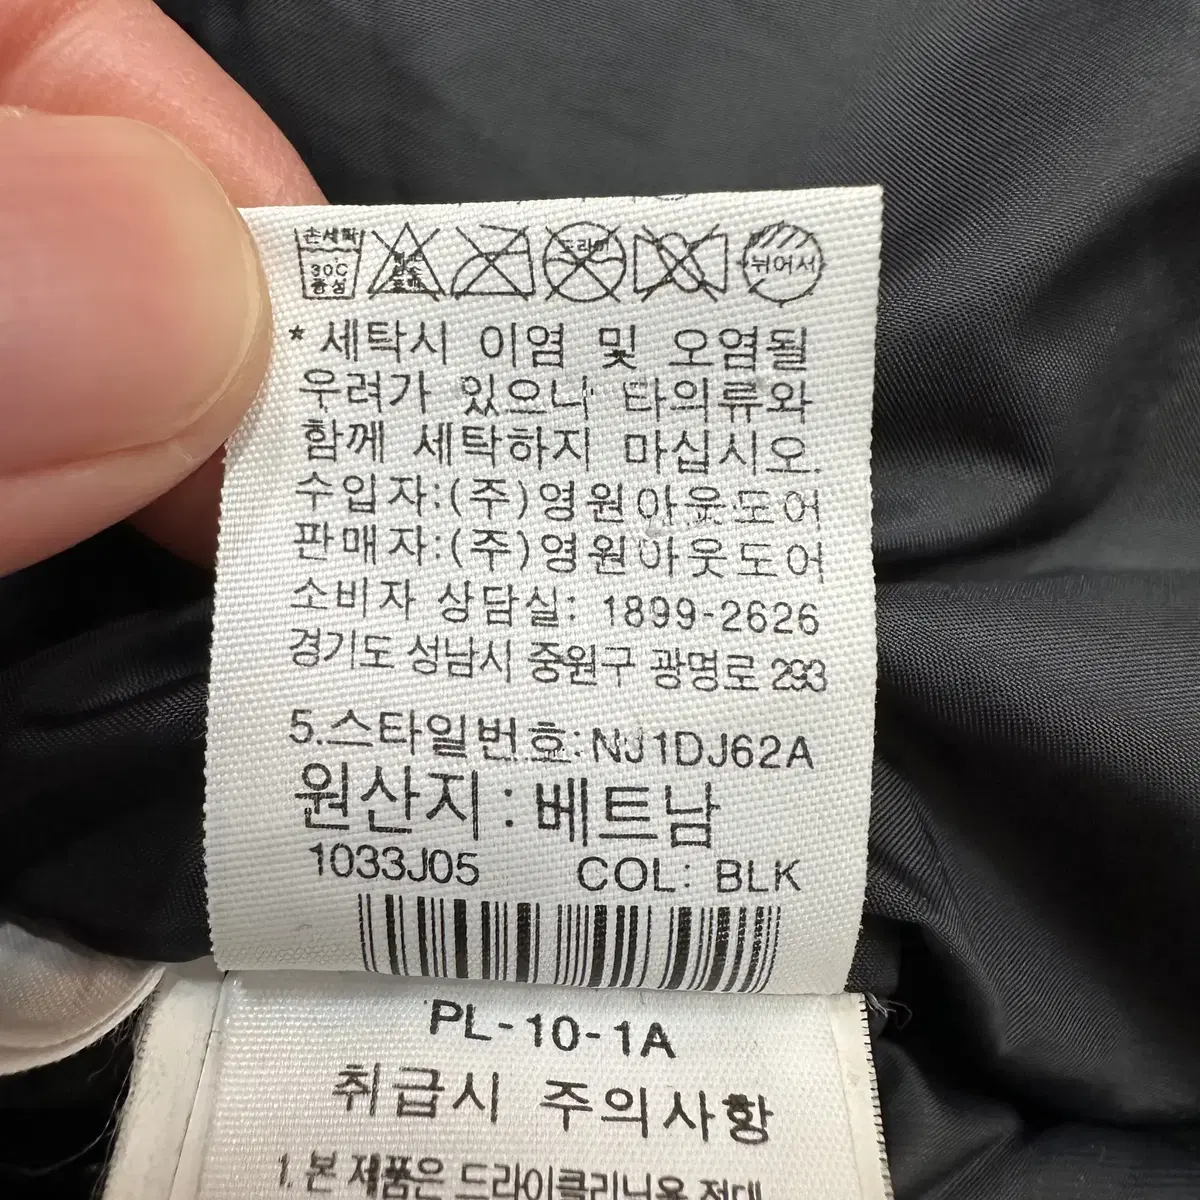 손세탁
30C
중성
드라이
뉘어서
* 세탁시 이염 및 오염될
우려가 있으니 타의류와
함께 세탁하지 마십시오.
수입자:(주)영원아웃도어
판매자:(주)영원아웃도어
소비자 상담실: 1899-2626
경기도 성남시 중원구 광명로 293
5.스타일번호:NJ1DJ62A
원산지 : 베트남
1033J05 COL: BLK
PL-10-1A
취급시 주의사항
1.본 제품은 드라이클리닝을 절대